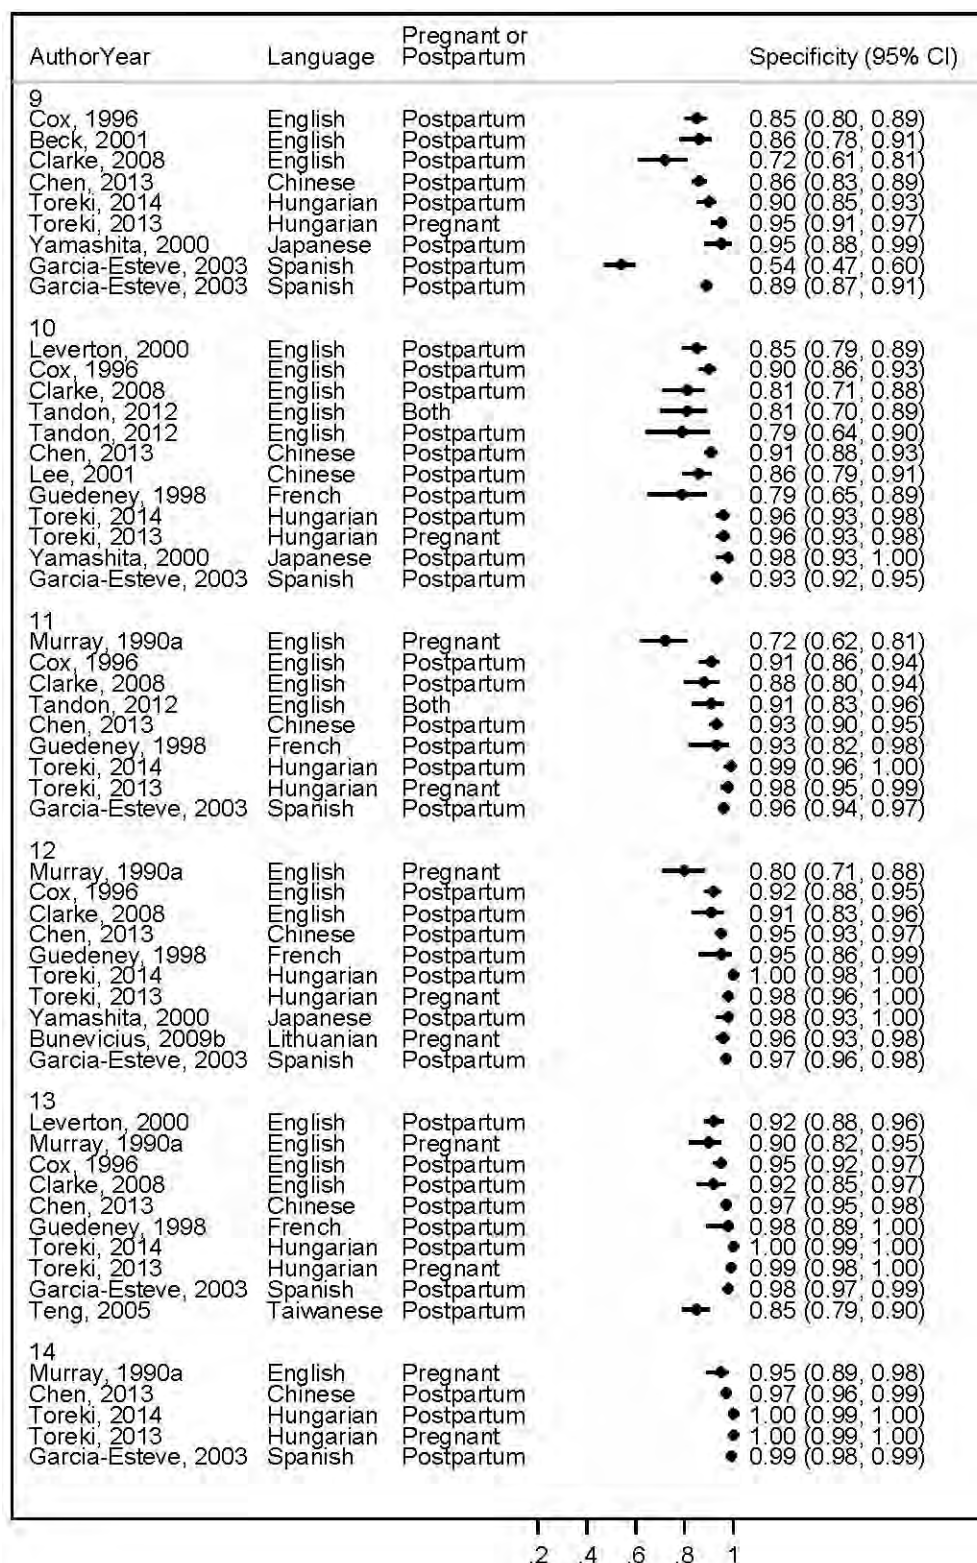 AuthorYear Language Pregnant or Postpartum Specificity (95% CI)
9
Cox, 1996 English Postpartum 0.85 (0.80, 0.89)
Beck, 2001 English Postpartum 0.86 (0.78, 0.91)
Clarke, 2008 English Postpartum 0.72 (0.61, 0.81)
Chen, 2013 Chinese Postpartum 0.86 (0.83, 0.89)
Toreki, 2014 Hungarian Postpartum 0.90 (0.85, 0.93)
Toreki, 2013 Hungarian Pregnant 0.95 (0.91, 0.97)
Yamashita, 2000 Japanese Postpartum 0.95 (0.88, 0.99)
Garcia-Esteve, 2003 Spanish Postpartum 0.54 (0.47, 0.60)
Garcia-Esteve, 2003 Spanish Postpartum 0.89 (0.87, 0.91)
10
Leverton, 2000 English Postpartum 0.85 (0.79, 0.89)
Cox, 1996 English Postpartum 0.90 (0.86, 0.93)
Clarke, 2008 English Postpartum 0.81 (0.71, 0.88)
Tandon, 2012 English Both 0.81 (0.70, 0.89)
Tandon, 2012 English Postpartum 0.79 (0.64, 0.90)
Chen, 2013 Chinese Postpartum 0.91 (0.88, 0.93)
Lee, 2001 Chinese Postpartum 0.86 (0.79, 0.91)
Guedeney, 1998 French Postpartum 0.79 (0.65, 0.89)
Toreki, 2014 Hungarian Postpartum 0.96 (0.93, 0.98)
Toreki, 2013 Hungarian Pregnant 0.96 (0.93, 0.98)
Yamashita, 2000 Japanese Postpartum 0.98 (0.93, 1.00)
Garcia-Esteve, 2003 Spanish Postpartum 0.93 (0.92, 0.95)
11
Murray, 1990a English Pregnant 0.72 (0.62, 0.81)
Cox, 1996 English Postpartum 0.91 (0.86, 0.94)
Clarke, 2008 English Postpartum 0.88 (0.80, 0.94)
Tandon, 2012 English Both 0.91 (0.83, 0.96)
Chen, 2013 Chinese Postpartum 0.93 (0.90, 0.95)
Guedeney, 1998 French Postpartum 0.93 (0.82, 0.98)
Toreki, 2014 Hungarian Postpartum 0.99 (0.96, 1.00)
Toreki, 2013 Hungarian Pregnant 0.98 (0.95, 0.99)
Garcia-Esteve, 2003 Spanish Postpartum 0.96 (0.94, 0.97)
12
Murray, 1990a English Pregnant 0.80 (0.71, 0.88)
Cox, 1996 English Postpartum 0.92 (0.88, 0.95)
Clarke, 2008 English Postpartum 0.91 (0.83, 0.96)
Chen, 2013 Chinese Postpartum 0.95 (0.93, 0.97)
Guedeney, 1998 French Postpartum 0.95 (0.86, 0.99)
Toreki, 2014 Hungarian Postpartum 1.00 (0.98, 1.00)
Toreki, 2013 Hungarian Pregnant 0.98 (0.96, 1.00)
Yamashita, 2000 Japanese Postpartum 0.98 (0.93, 1.00)
Bunevicius, 2009b Lithuanian Pregnant 0.96 (0.93, 0.98)
Garcia-Esteve, 2003 Spanish Postpartum 0.97 (0.96, 0.98)
13
Leverton, 2000 English Postpartum 0.92 (0.88, 0.96)
Murray, 1990a English Pregnant 0.90 (0.82, 0.95)
Cox, 1996 English Postpartum 0.95 (0.92, 0.97)
Clarke, 2008 English Postpartum 0.92 (0.85, 0.97)
Chen, 2013 Chinese Postpartum 0.97 (0.95, 0.98)
Guedeney, 1998 French Postpartum 0.98 (0.89, 1.00)
Toreki, 2014 Hungarian Postpartum 1.00 (0.99, 1.00)
Toreki, 2013 Hungarian Pregnant 0.99 (0.98, 1.00)
Garcia-Esteve, 2003 Spanish Postpartum 0.98 (0.97, 0.99)
Teng, 2005 Taiwanese Postpartum 0.85 (0.79, 0.90)
14
Murray, 1990a English Pregnant 0.95 (0.89, 0.98)
Chen, 2013 Chinese Postpartum 0.97 (0.96, 0.99)
Toreki, 2014 Hungarian Postpartum 1.00 (0.99, 1.00)
Toreki, 2013 Hungarian Pregnant 1.00 (0.99, 1.00)
Garcia-Esteve, 2003 Spanish Postpartum 0.99 (0.98, 0.99)
.2 .4 .6 .8 1